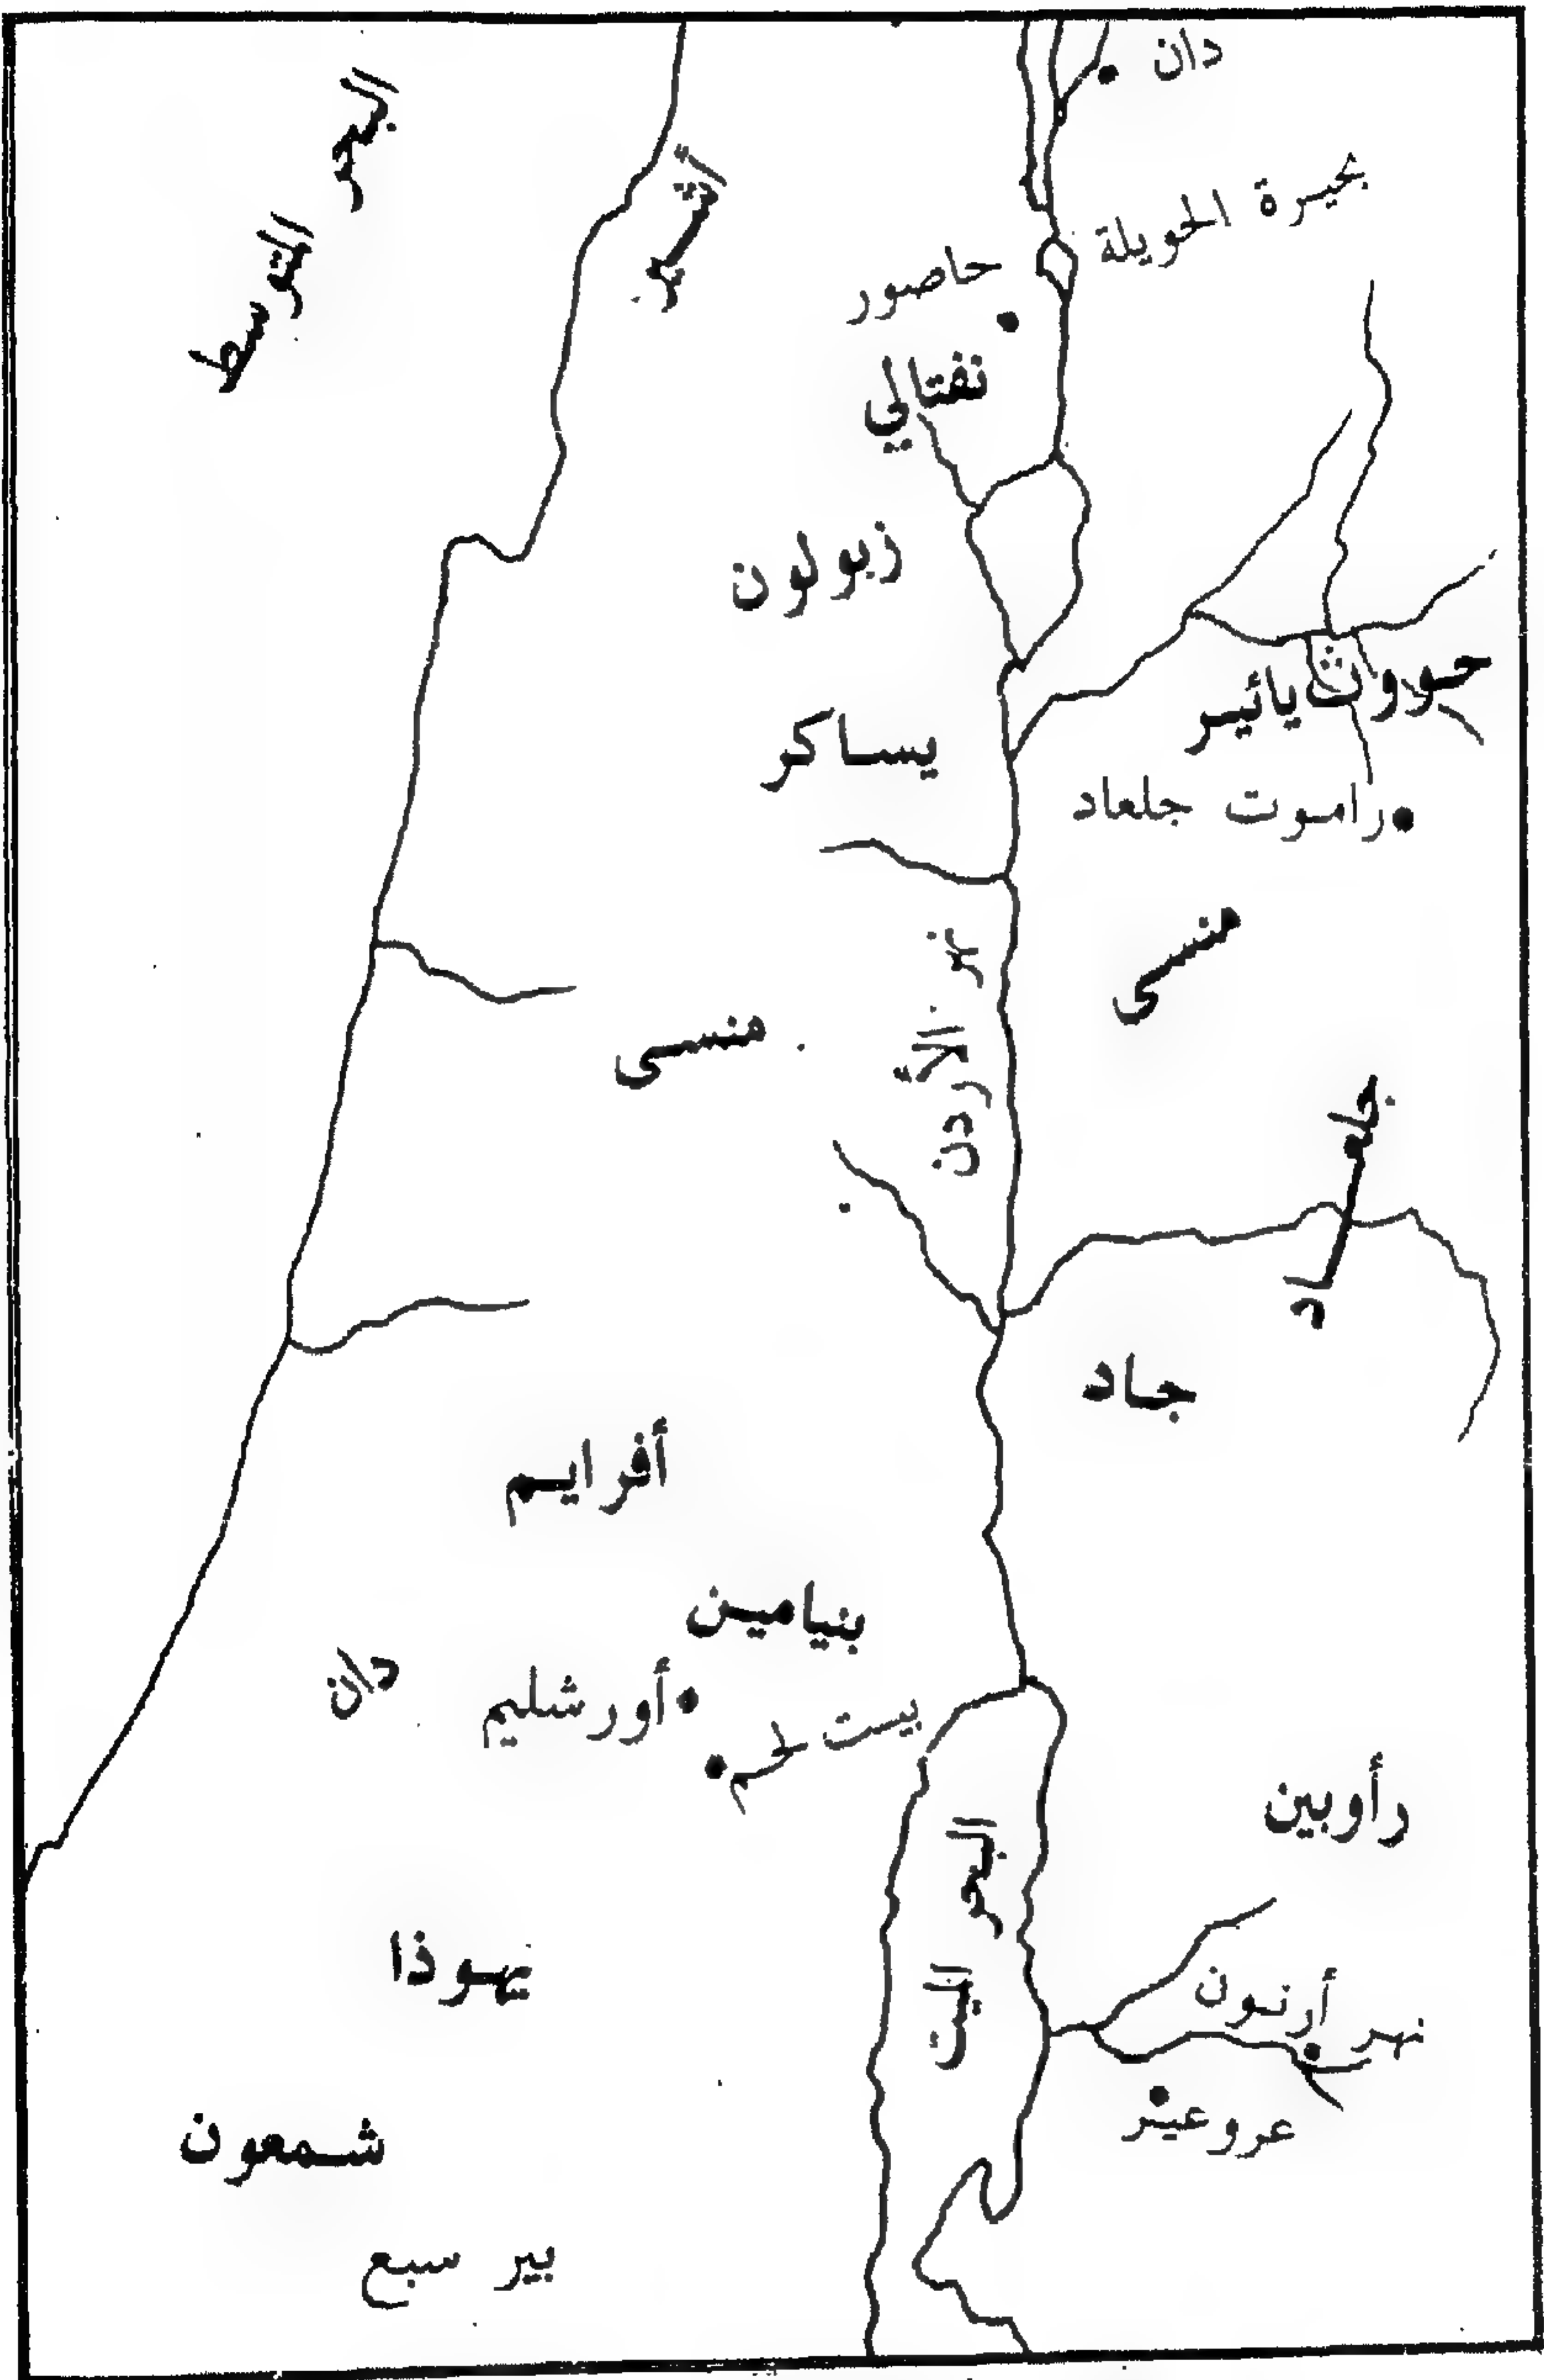 دان
البحر المتوسط
أشير
بحيرة الحويلة
حاصور
نفتالي
زبولون
حووث يائير
يساكر
راموت جلعاد
منسى
نهر الأردن
منسى
جلعاد
جاد
أفرايم
بنيامين
دان
أورشليم
بيت لحم
رأوبين
البحر
يهوذا
نهر أرنون
عروعير
شمعون
بير سبع